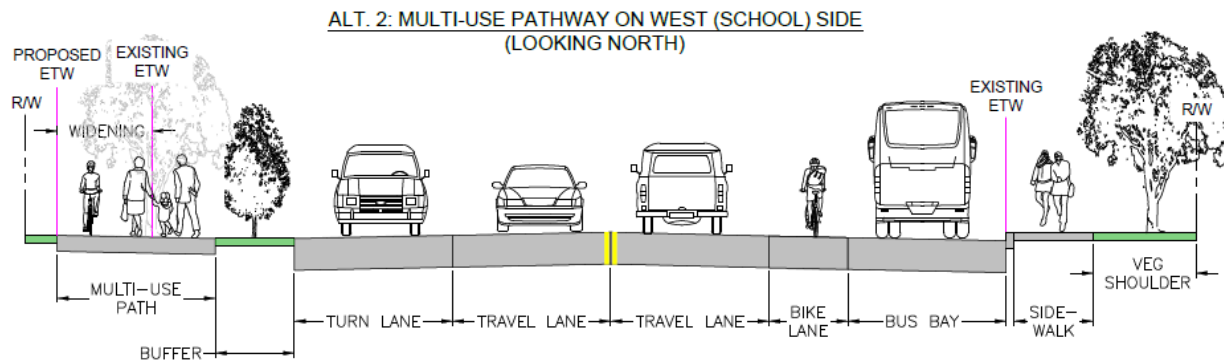 ALT. 2: MULTI-USE PATHWAY ON WEST (SCHOOL) SIDE
(LOOKING NORTH)
PROPOSED
ETW
EXISTING
ETW
R/W
WIDENING
EXISTING
ETW
R/W
MULTI-USE
PATH
BUFFER
TURN LANE
TRAVEL LANE
TRAVEL LANE
BIKE
LANE
BUS BAY
SIDE-
WALK
VEG
SHOULDER